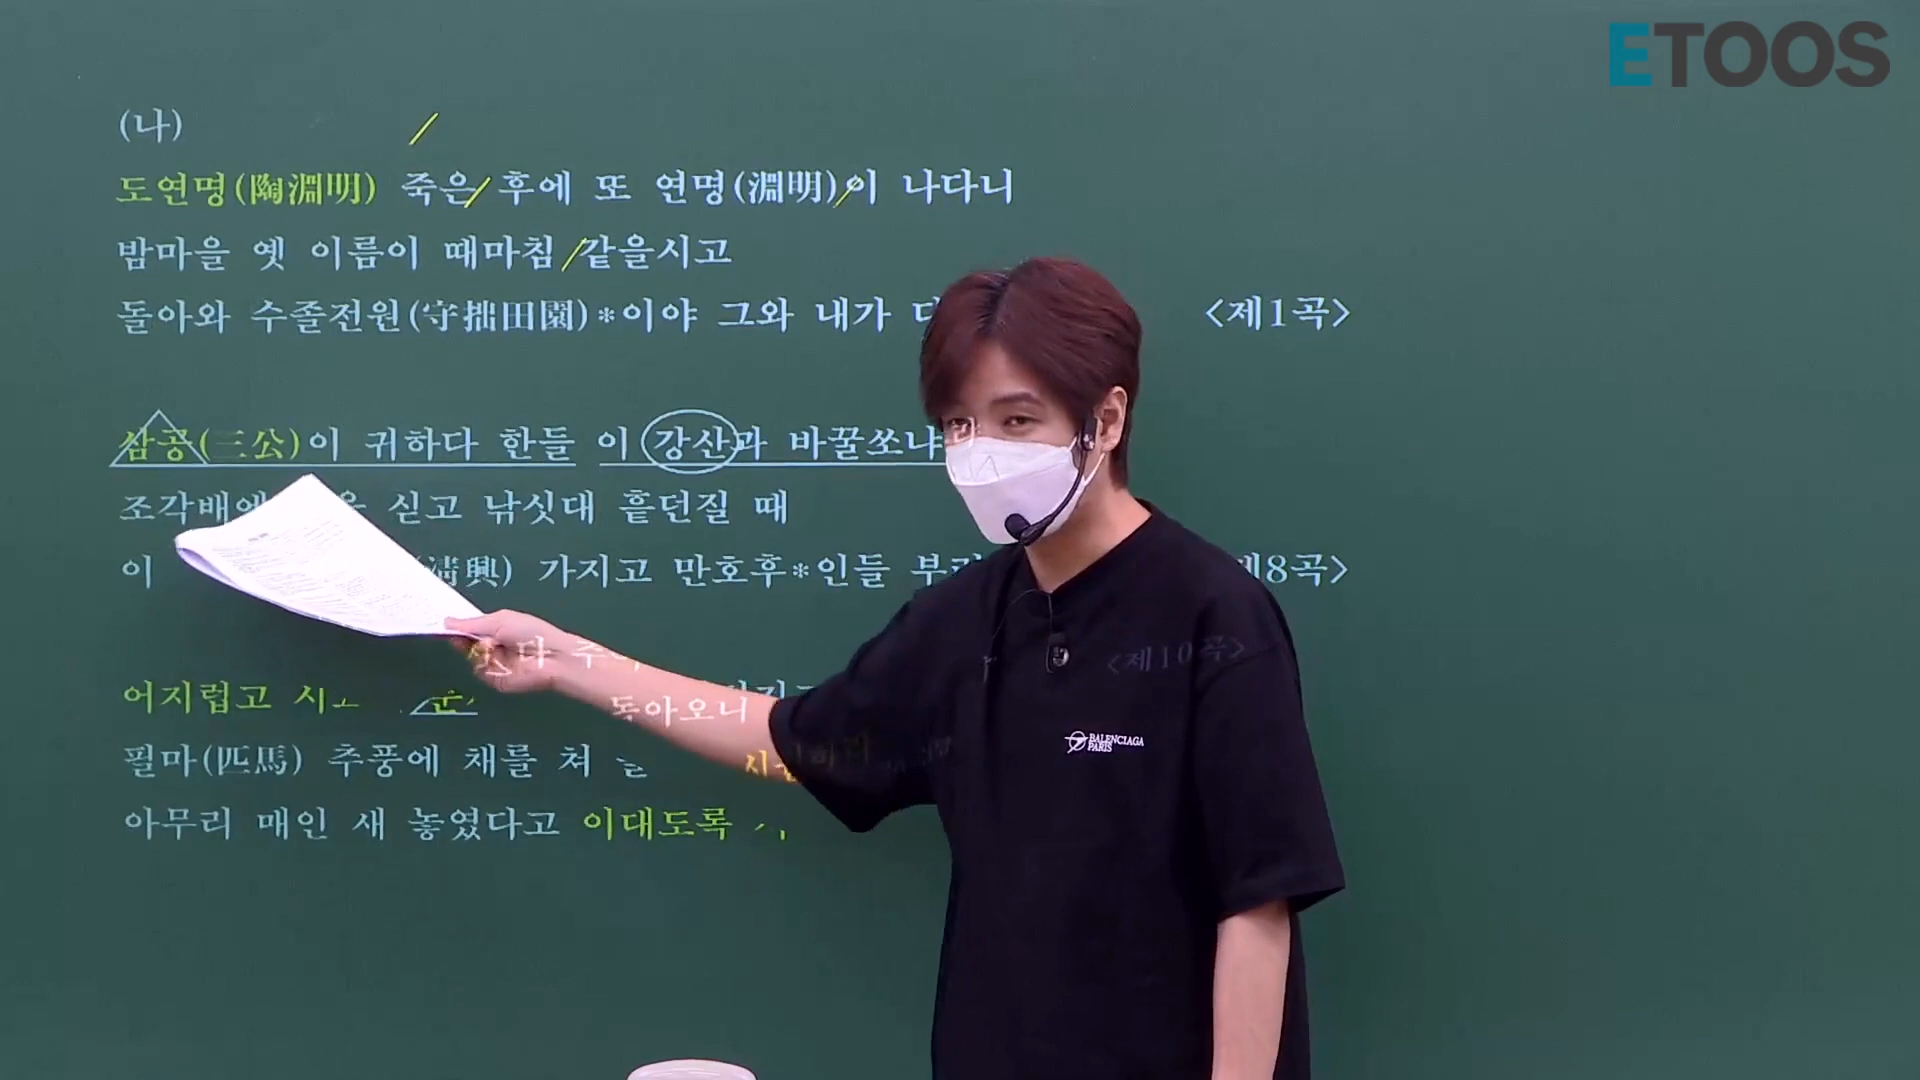 ETOOS
(나)
도연명(陶淵明) 죽은 후에 또 연명(淵明)이 나다니
밤마을 옛 이름이 때마침 같을시고
돌아와 수졸전원(守拙田園)*이야 그와 내가 <제1곡>
삼공(三公)이 귀하다 한들 이 강산과 바꿀쏘냐
조각배에 싣고 낚싯대 흩던질 때
이 (淸興) 가지고 만호후*인들 <제8곡>
<제10곡>
어지럽고 돌아오니
필마(匹馬) 추풍에 채를 쳐
아무리 매인 새 놓였다고 이대도록
BALENCIAGA
PARIS